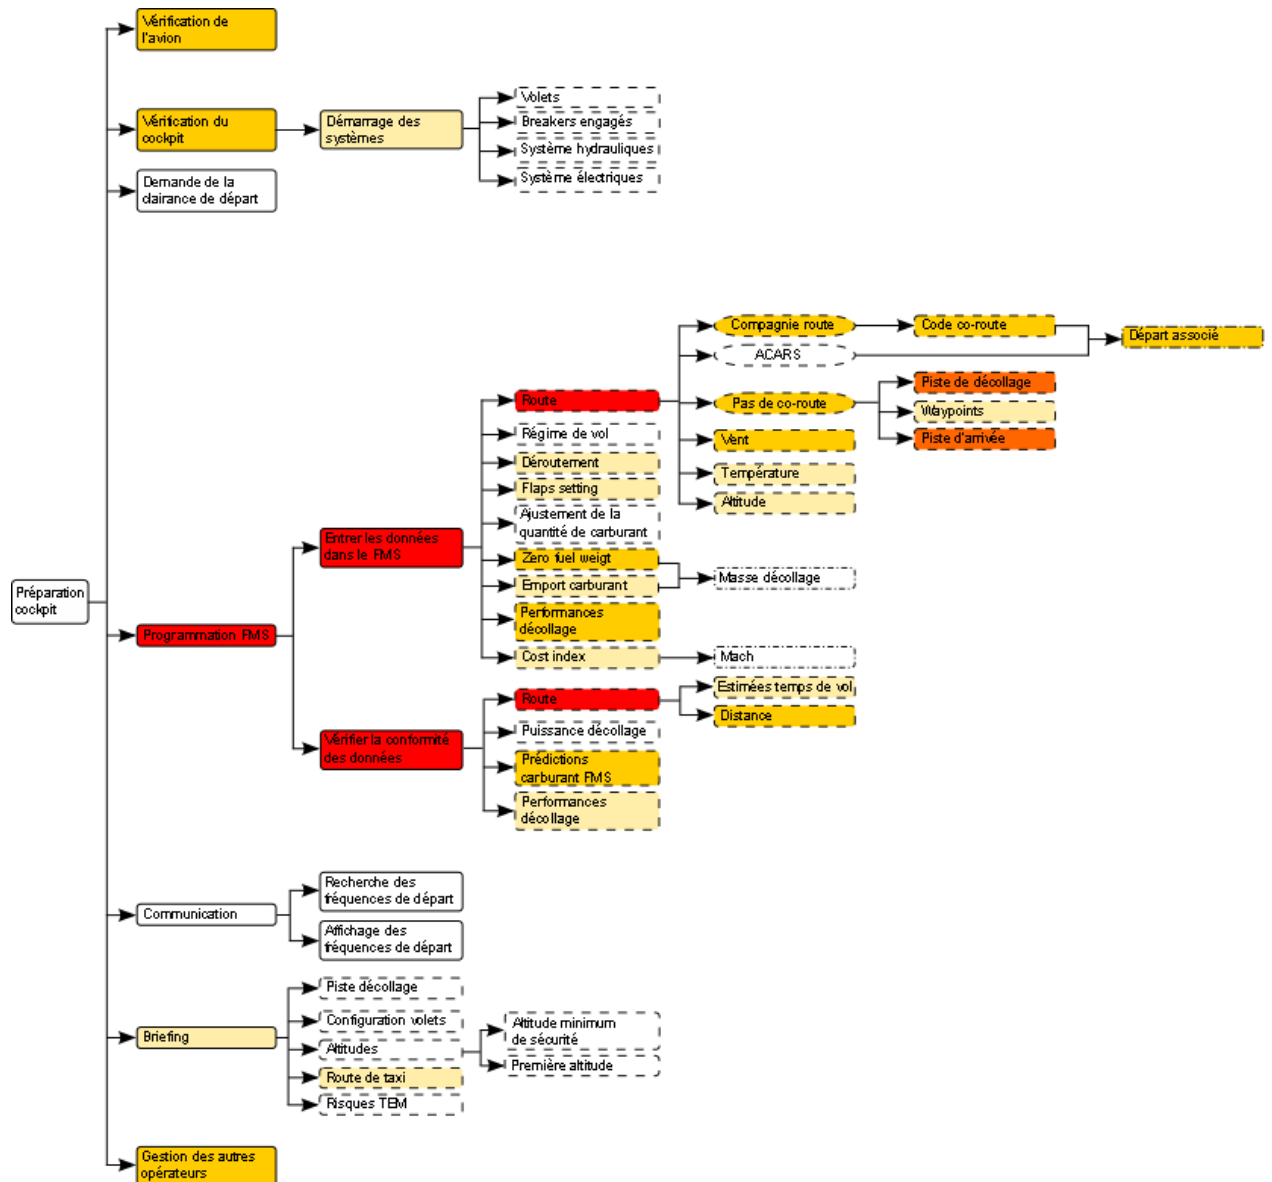 Vérification de
l'avion
Vérification du
cockpit
Démarrage des
systèmes
Volets
Breakers engagés
Système hydrauliques
Système électriques
Demande de la
clairance de départ
Préparation
cockpit
Programmation FMS
Entrer les données
dans le FMS
Route
Compagnie route
Code co-route
Départ associé
ACARS
Pas de co-route
Piste de décollage
Waypoints
Piste d'arrivée
Vent
Température
Altitude
Régime de vol
Déroutement
Flaps setting
Ajustement de la
quantité de carburant
Zero fuel weigt
Emport carburant
Masse décollage
Performances
décollage
Cost index
Mach
Vérifier la conformité
des données
Route
Estimées temps de vol
Distance
Puissance décollage
Prédictions
carburant FMS
Performances
décollage
Communication
Recherche des
fréquences de départ
Affichage des
fréquences de départ
Briefing
Piste décollage
Configuration volets
Altitudes
Altitude minimum
de sécurité
Première altitude
Route de taxi
Risques TEM
Gestion des autres
opérateurs